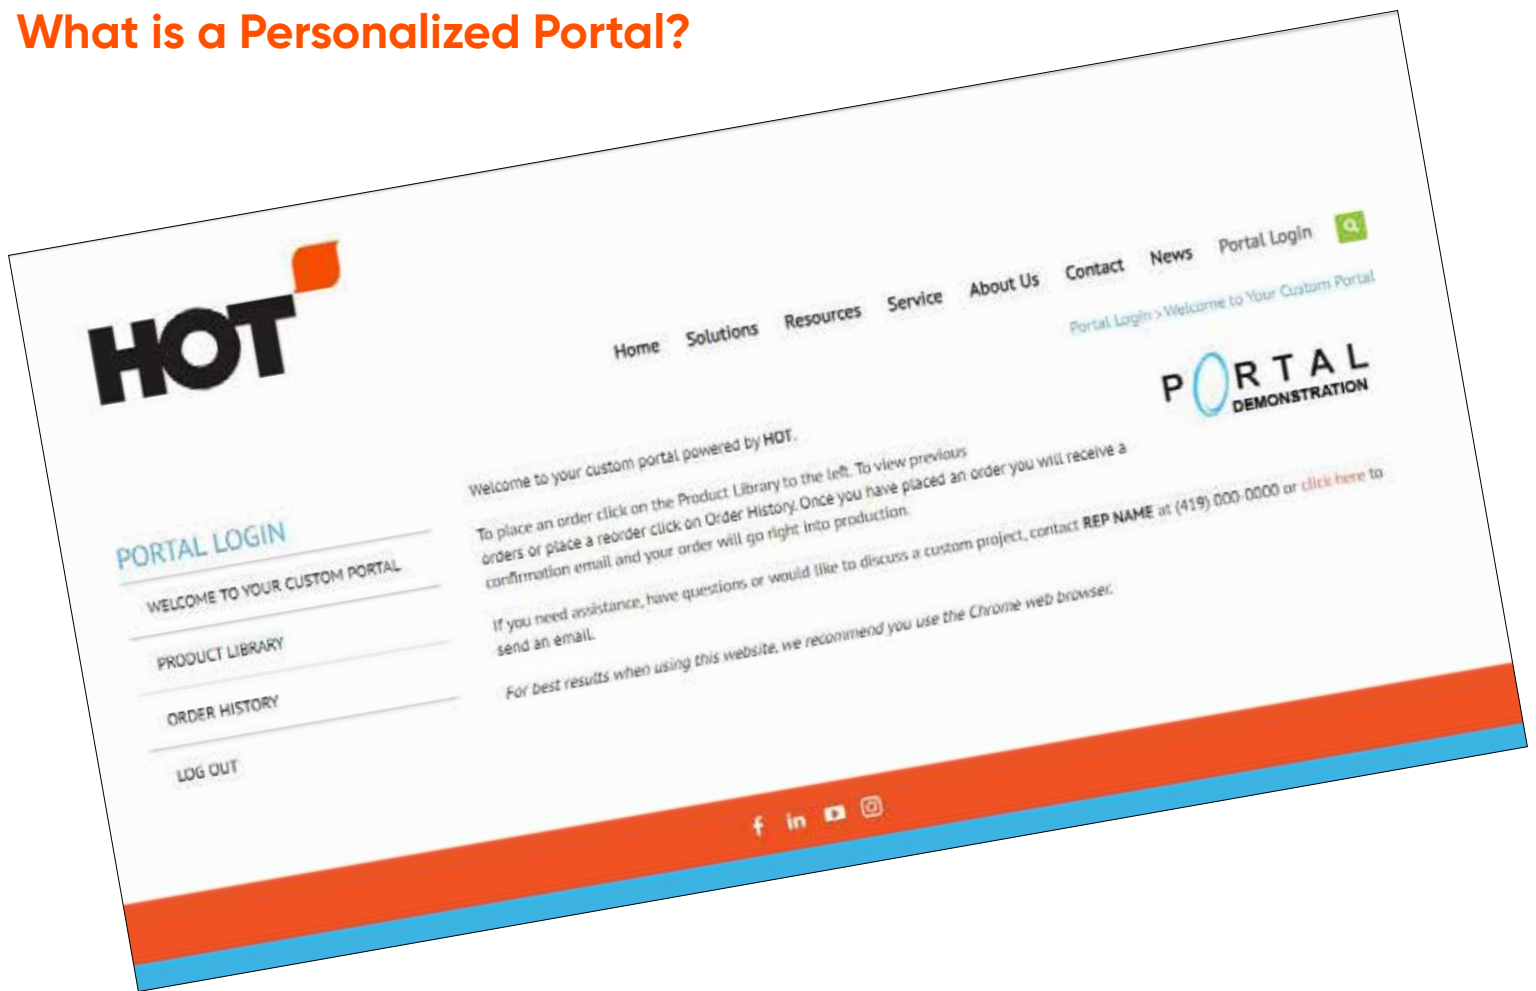 What is a Personalized Portal?
HOT
Home Solutions Resources Service About Us Contact News Portal Login
Portal Login > Welcome to Your Custom Portal
PORTAL
DEMONSTRATION
PORTAL LOGIN
WELCOME TO YOUR CUSTOM PORTAL
PRODUCT LIBRARY
ORDER HISTORY
LOG OUT
Welcome to your custom portal powered by HOT.
To place an order click on the Product Library to the left. To view previous
orders or place a reorder click on Order History. Once you have placed an order you will receive a
confirmation email and your order will go right into production.
If you need assistance, have questions or would like to discuss a custom project, contact REP NAME at (419) 000-0000 or click here to
send an email.
For best results when using this website, we recommend you use the Chrome web browser.